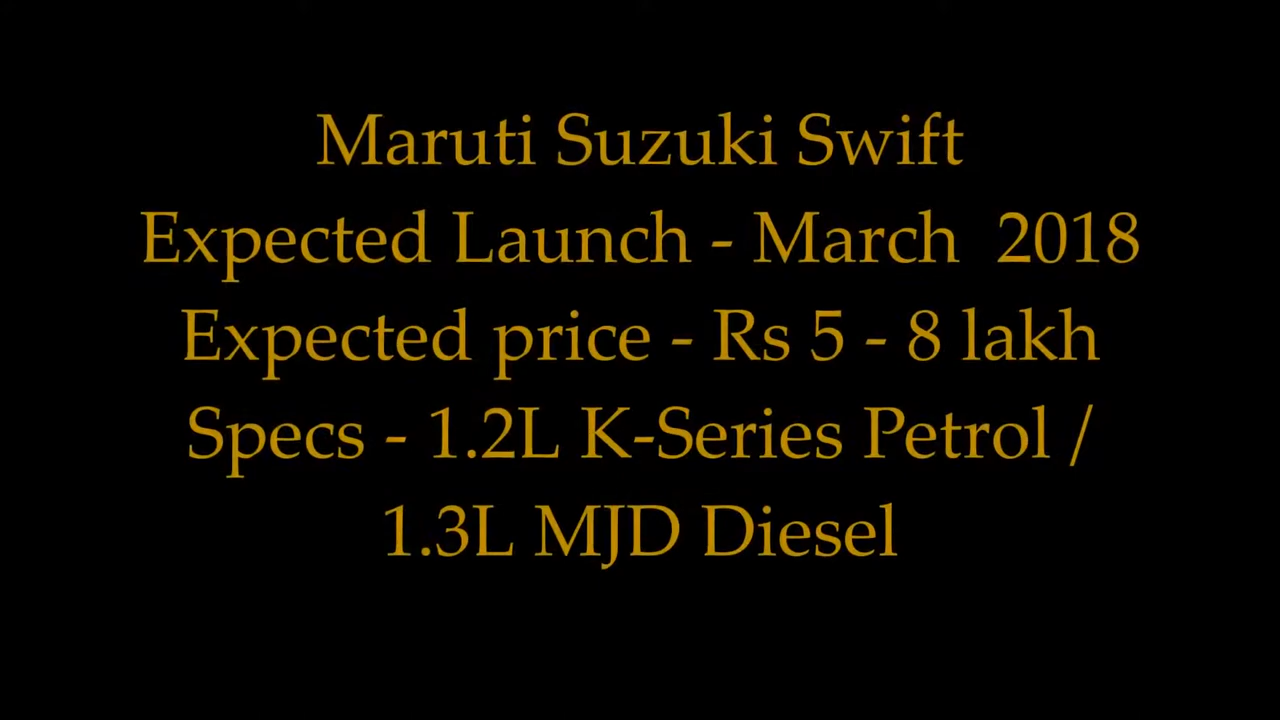 Maruti Suzuki Swift
Expected Launch - March  2018
Expected price - Rs 5 - 8 lakh
Specs - 1.2L K-Series Petrol /
1.3L MJD Diesel